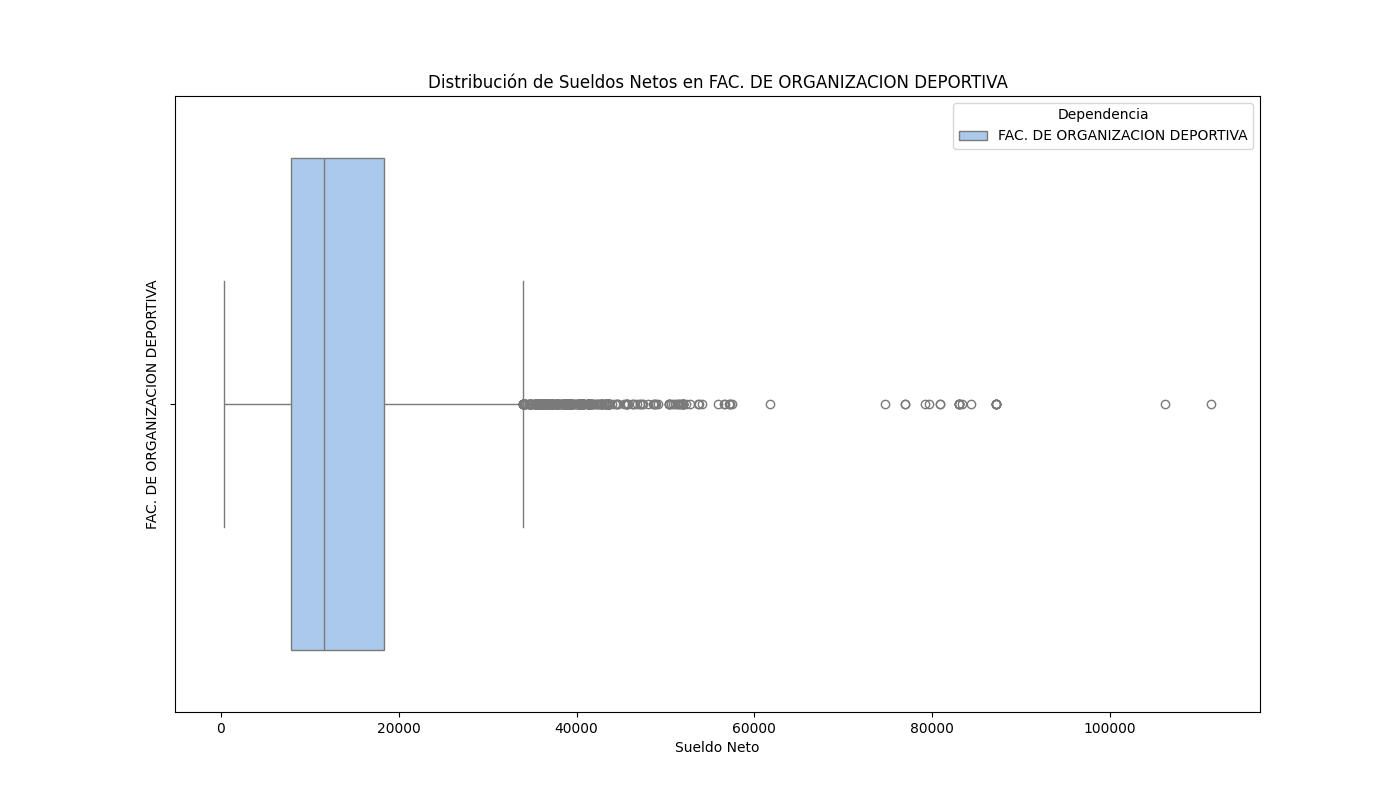 Distribución de Sueldos Netos en FAC. DE ORGANIZACION DEPORTIVA
Dependencia
FAC. DE ORGANIZACION DEPORTIVA
FAC. DE ORGANIZACION DEPORTIVA
0 20000 40000 60000 80000 100000
Sueldo Neto